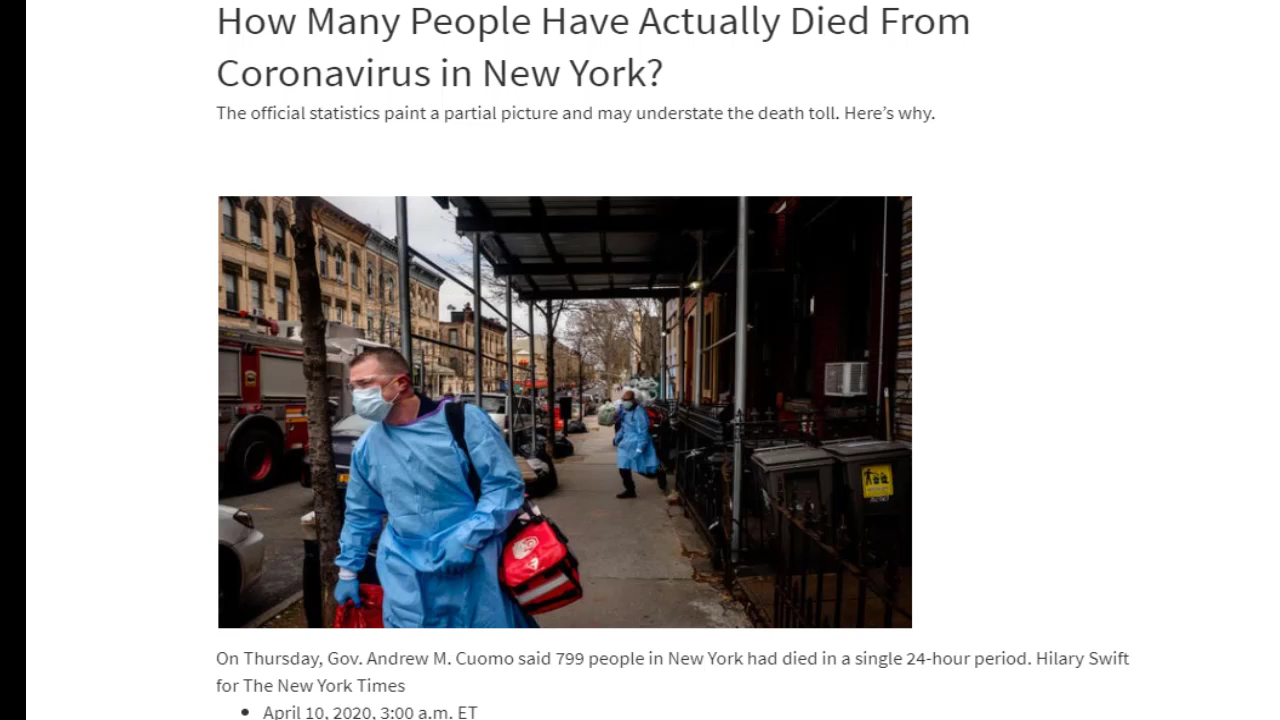 How Many People Have Actually Died From
Coronavirus in New York?
The official statistics paint a partial picture and may understate the death toll. Here’s why.
On Thursday, Gov. Andrew M. Cuomo said 799 people in New York had died in a single 24-hour period. Hilary Swift
for The New York Times
• April 10, 2020, 3:00 a.m. ET